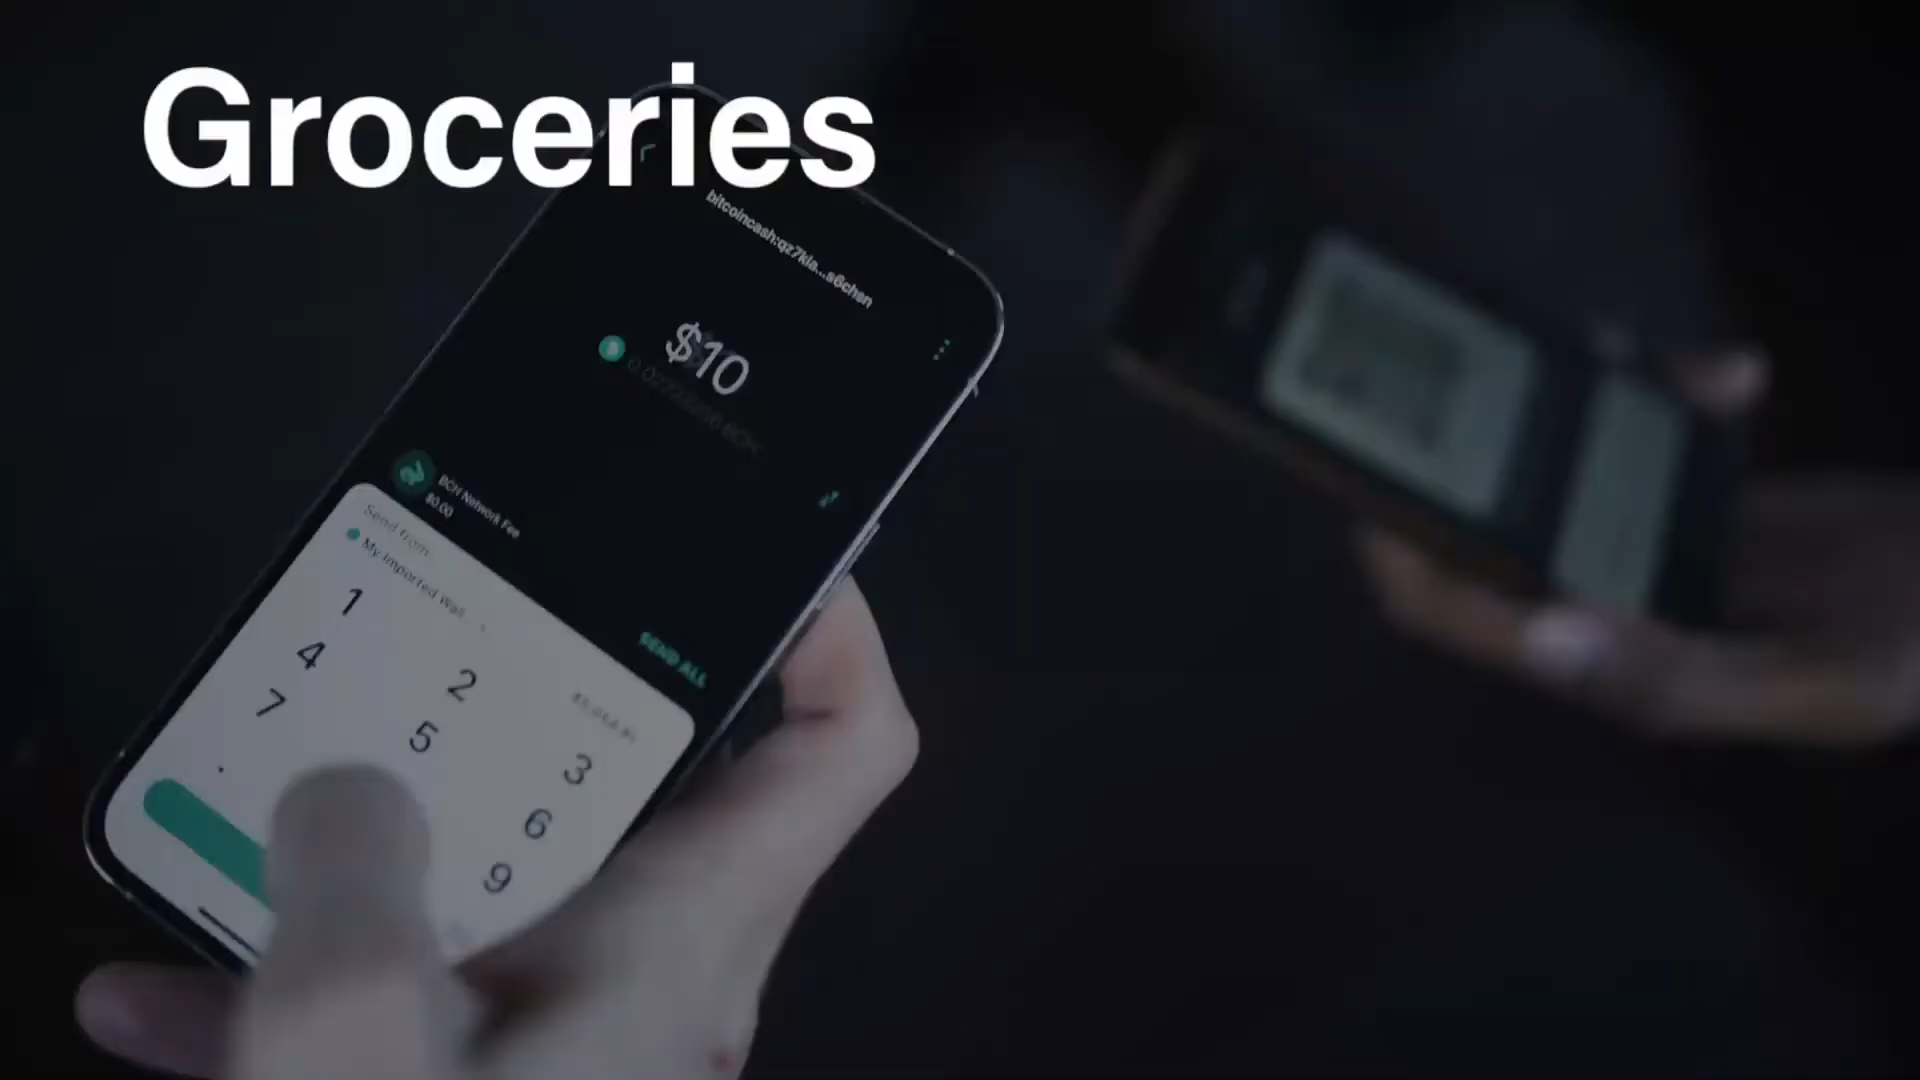 Groceries
bitcoincash:qz7kla...s6chsn
$10
BCH Network Fee
$0.00
Send from
My Imported Wall
SEND ALL
1
2
3
4
5
6
7
9